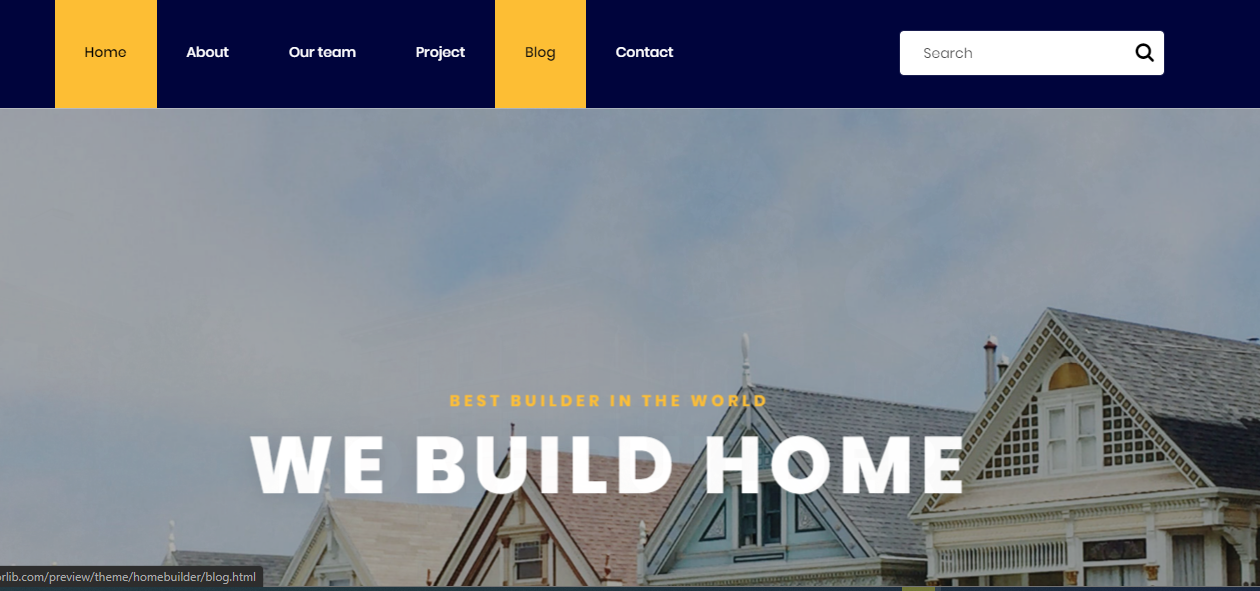 Home About Our team Project Blog Contact Search
BEST BUILDER IN THE WORLD
WE BUILD HOME
orlib.com/preview/theme/homebuilder/blog.html